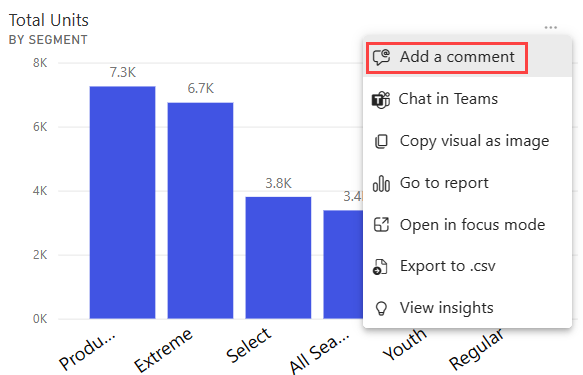 Total Units
BY SEGMENT
...
8K
6K
4K
2K
0K
7.3K
6.7K
3.8K
3.4
Produ...
Extreme
Select
All Sea...
Youth
Regular
Add a comment
Chat in Teams
Copy visual as image
Go to report
Open in focus mode
Export to .csv
View insights